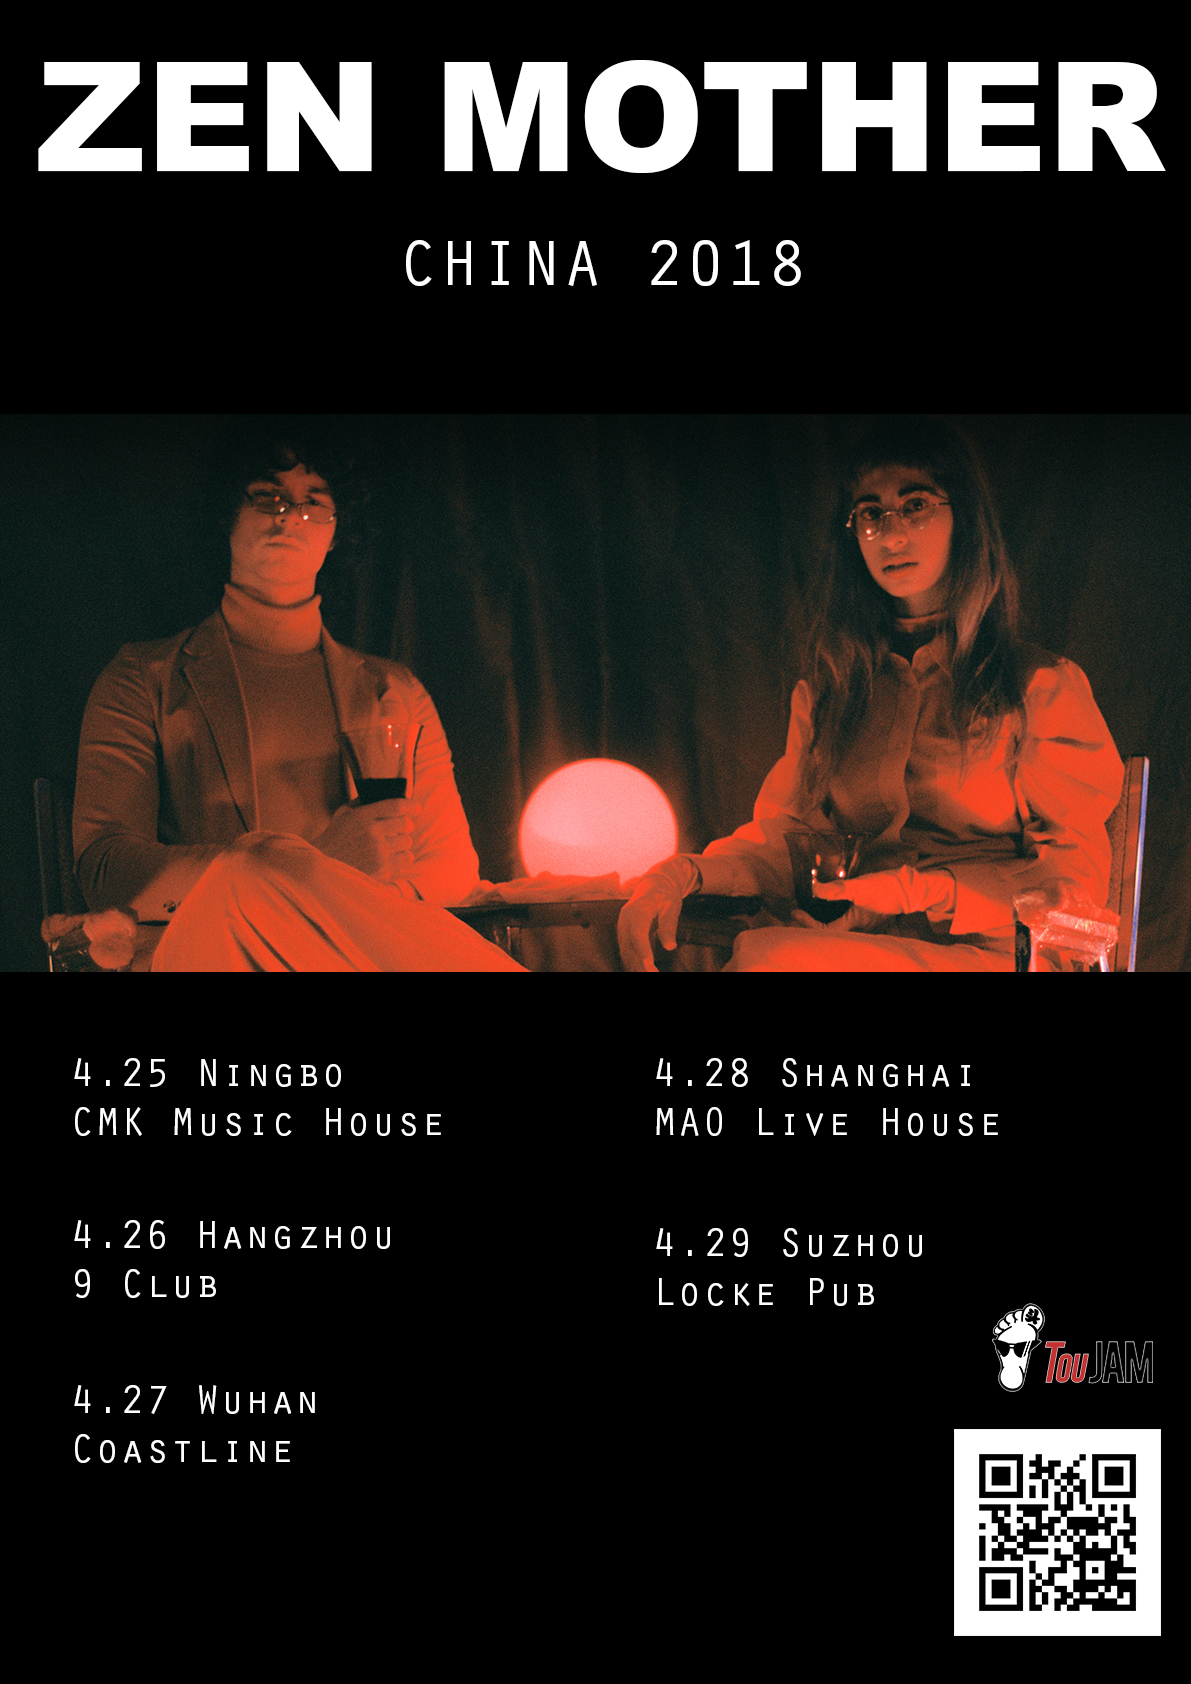 ZEN MOTHER
CHINA 2018
4.25 NINGBO
CMK MUSIC HOUSE
4.26 HANGZHOU
9 CLUB
4.27 WUHAN
COASTLINE
4.28 SHANGHAI
MAO LIVE HOUSE
4.29 SUZHOU
LOCKE PUB
TOUJAM